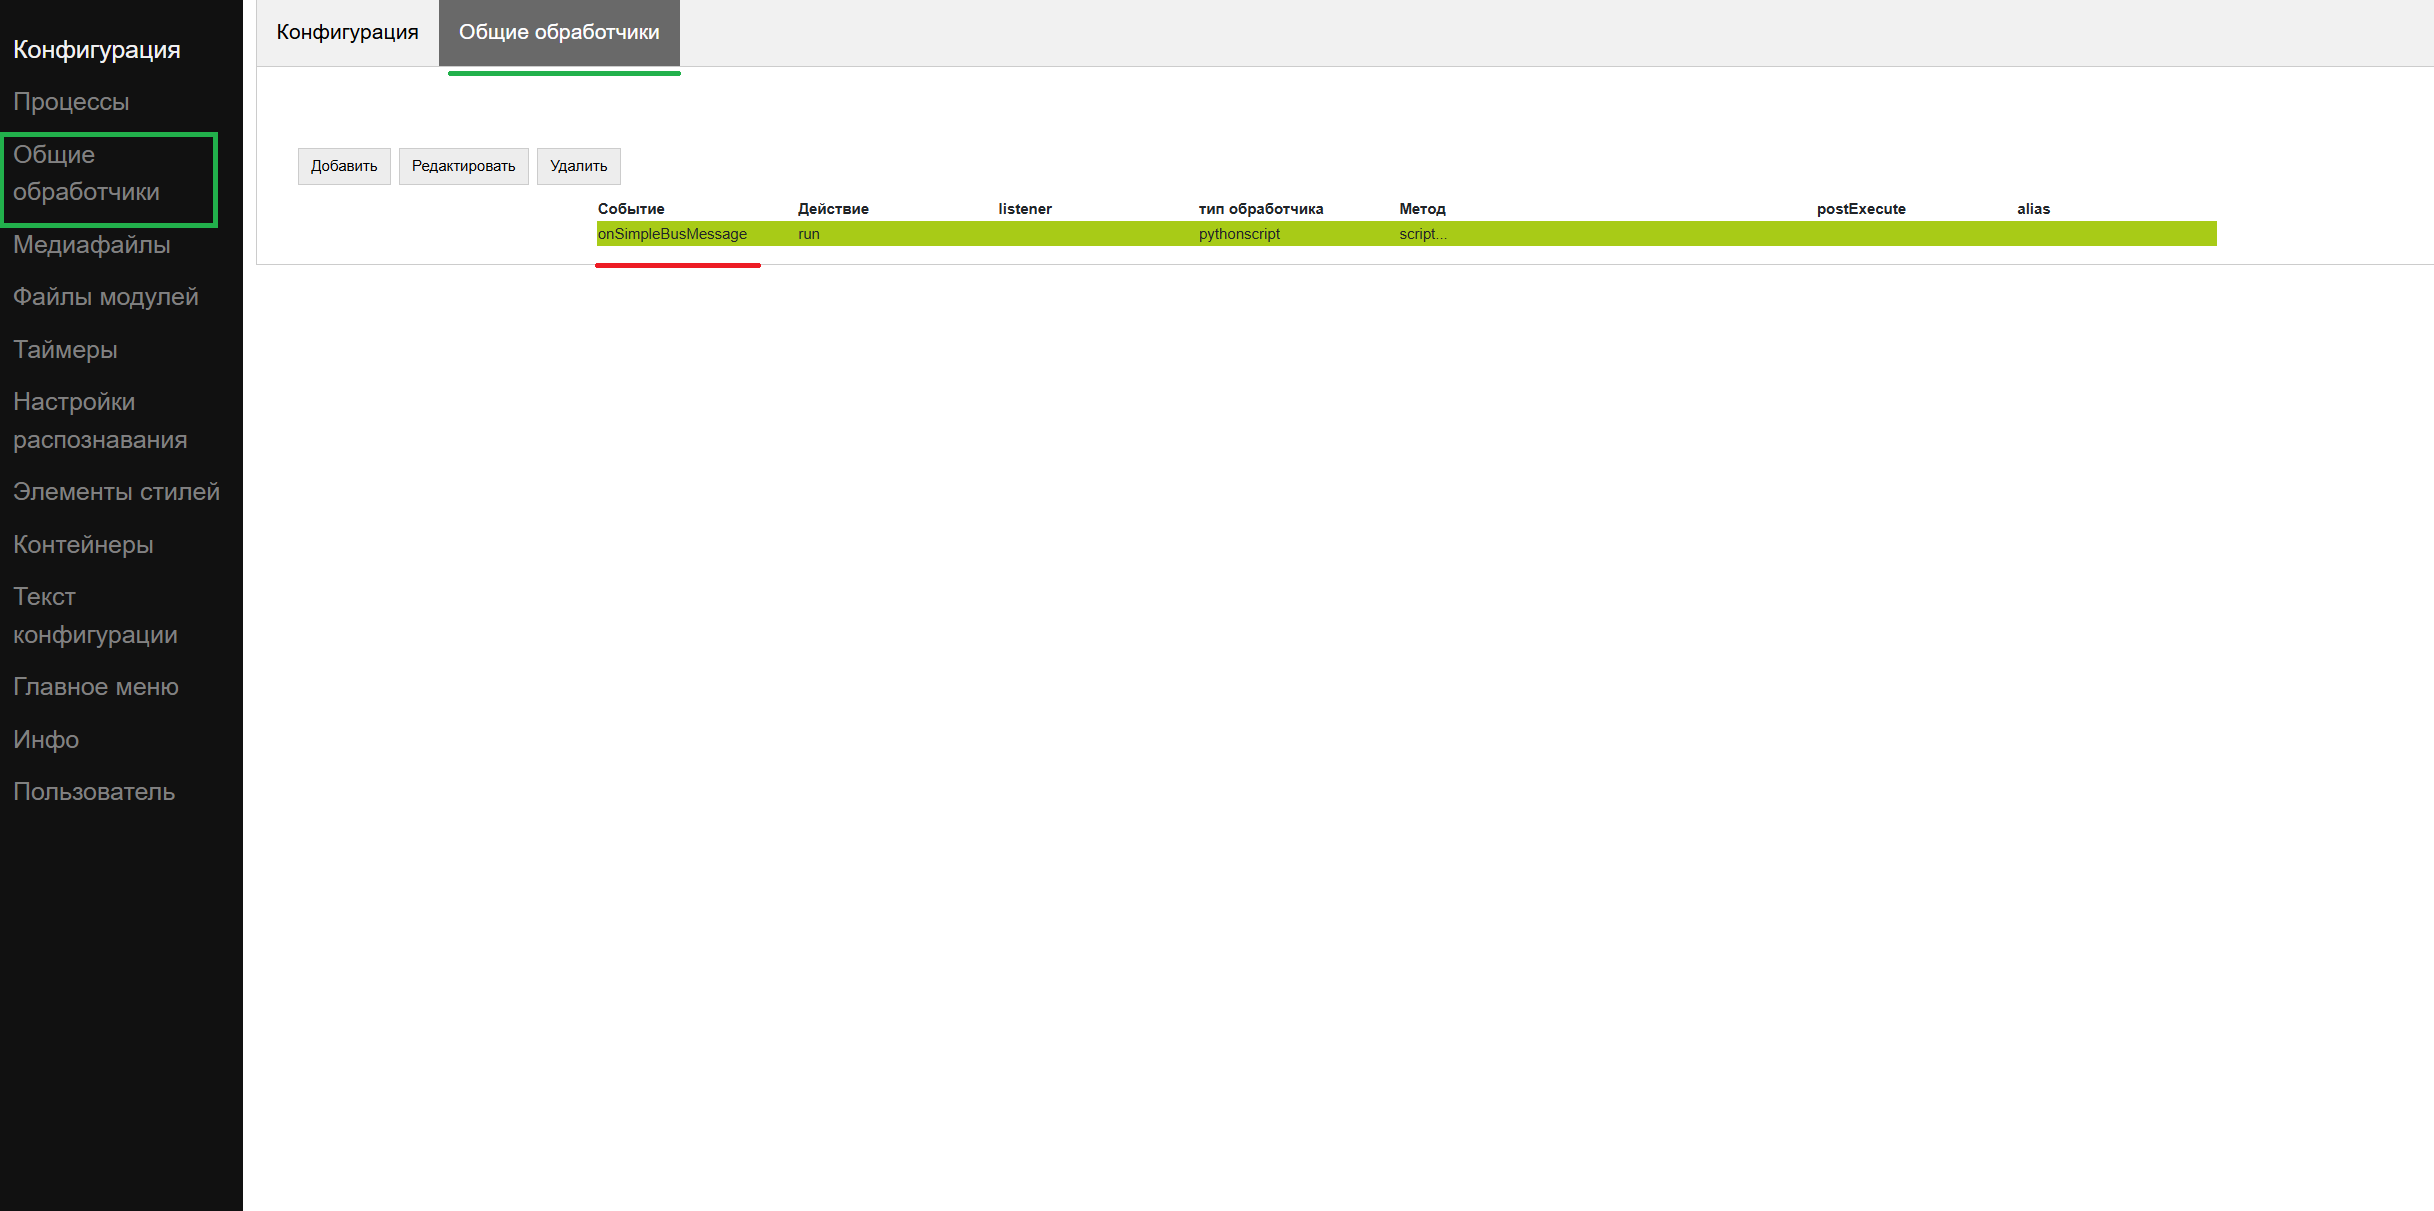 Конфигурация
Процессы
Общие
обработчики
Медиафайлы
Файлы модулей
Таймеры
Настройки
распознавания
Элементы стилей
Контейнеры
Текст
конфигурации
Главное меню
Инфо
Пользователь
Конфигурация Общие обработчики
Добавить Редактировать Удалить
Событие Действие listener тип обработчика Метод postExecute alias
onSimpleBusMessage run pythonscript script...